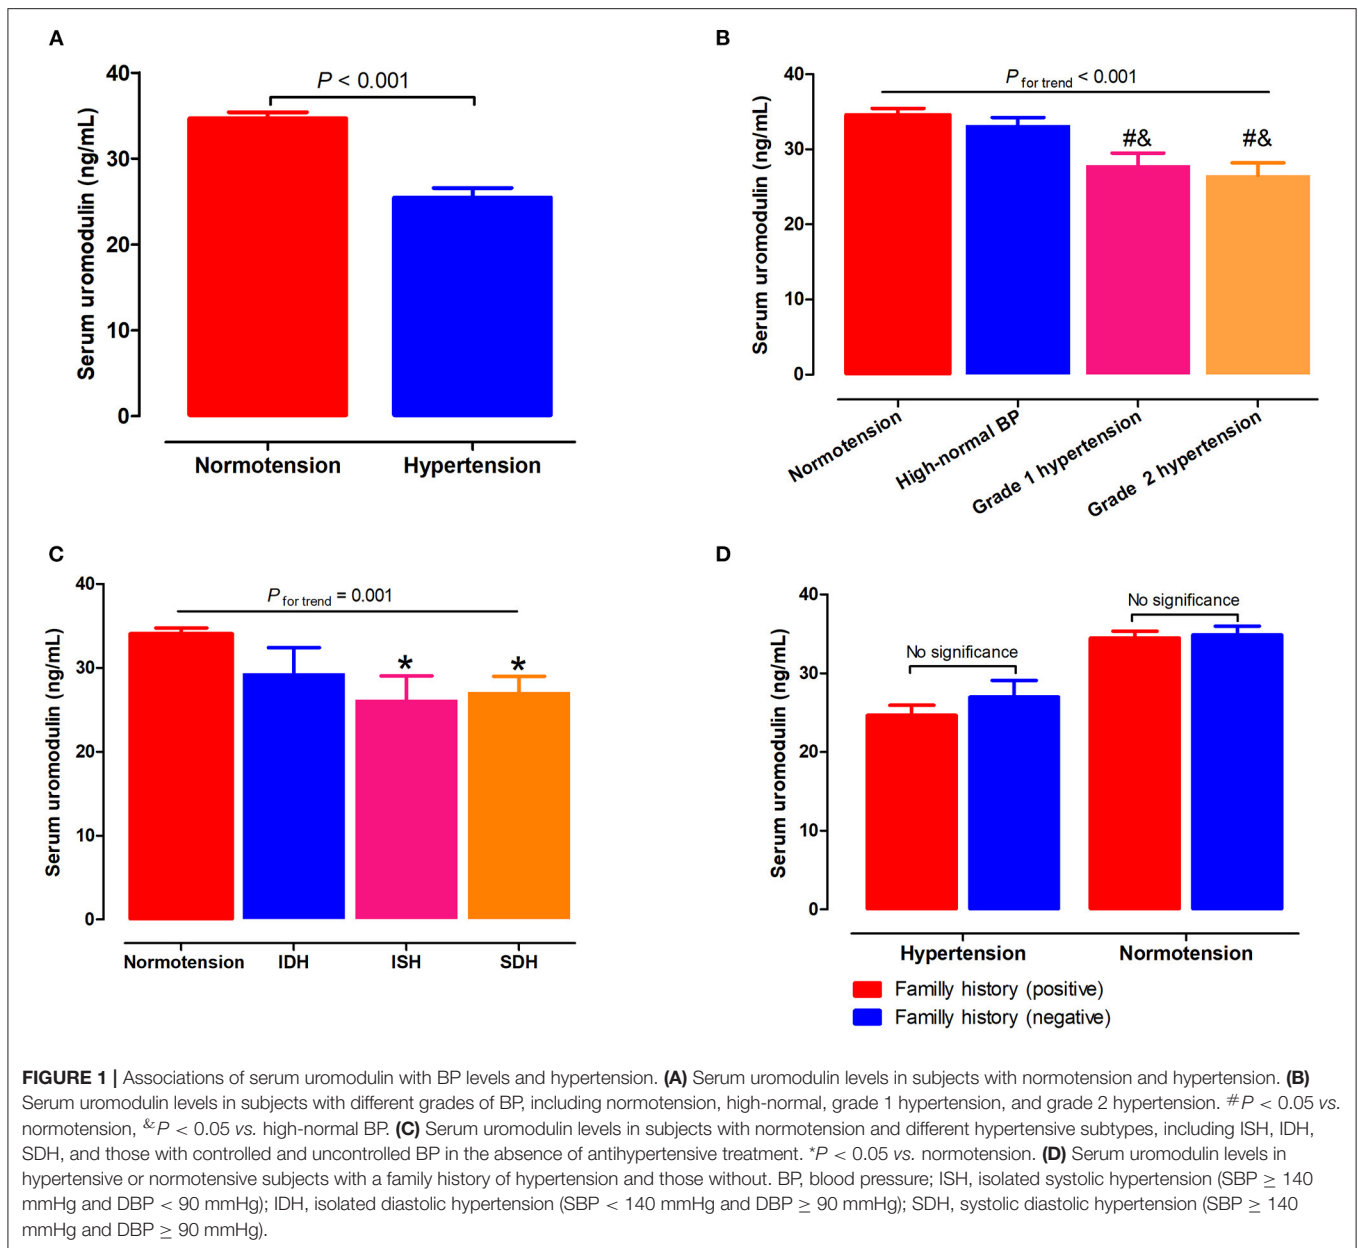 A
P < 0.001
Serum uromodulin (ng/mL)
40
30
20
10
0
Normotension Hypertension
B
P for trend < 0.001
#& #&
Serum uromodulin (ng/mL)
40
30
20
10
0
Normotension
High-normal BP
Grade 1 hypertension
Grade 2 hypertension
C
P for trend = 0.001
* *
Serum uromodulin (ng/mL)
40
30
20
10
0
Normotension IDH ISH SDH
D
No significance
No significance
Serum uromodulin (ng/mL)
40
30
20
10
0
Hypertension Normotension
Familly history (positive)
Familly history (negative)
FIGURE 1 | Associations of serum uromodulin with BP levels and hypertension. (A) Serum uromodulin levels in subjects with normotension and hypertension. (B)
Serum uromodulin levels in subjects with different grades of BP, including normotension, high-normal, grade 1 hypertension, and grade 2 hypertension. #P < 0.05 vs.
normotension, &P < 0.05 vs. high-normal BP. (C) Serum uromodulin levels in subjects with normotension and different hypertensive subtypes, including ISH, IDH,
SDH, and those with controlled and uncontrolled BP in the absence of antihypertensive treatment. *P < 0.05 vs. normotension. (D) Serum uromodulin levels in
hypertensive or normotensive subjects with a family history of hypertension and those without. BP, blood pressure; ISH, isolated systolic hypertension (SBP ≥ 140
mmHg and DBP < 90 mmHg); IDH, isolated diastolic hypertension (SBP < 140 mmHg and DBP ≥ 90 mmHg); SDH, systolic diastolic hypertension (SBP ≥ 140
mmHg and DBP ≥ 90 mmHg).